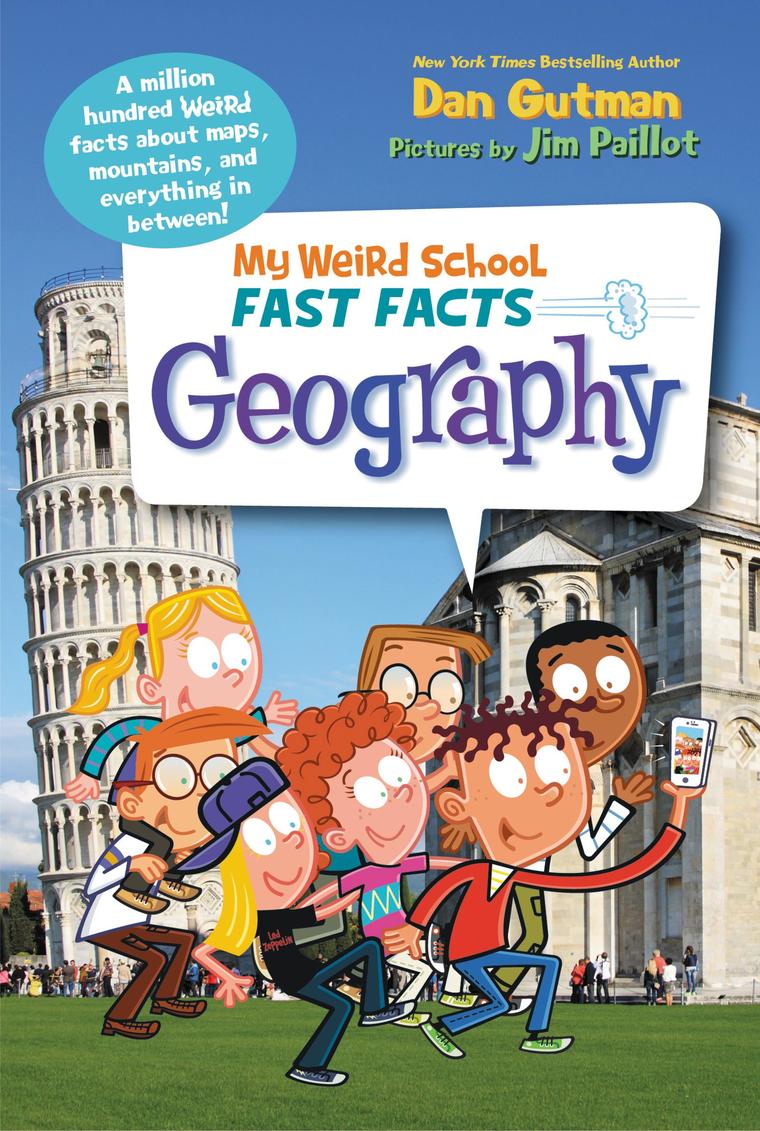 A million
hundred WeiRd
facts about maps,
mountains, and
everything in
between!
New York Times Bestselling Author
Dan Gutman
Pictures by Jim Paillot
My WeiRd School
FAST FACTS
Geography
Led
Zeppelin